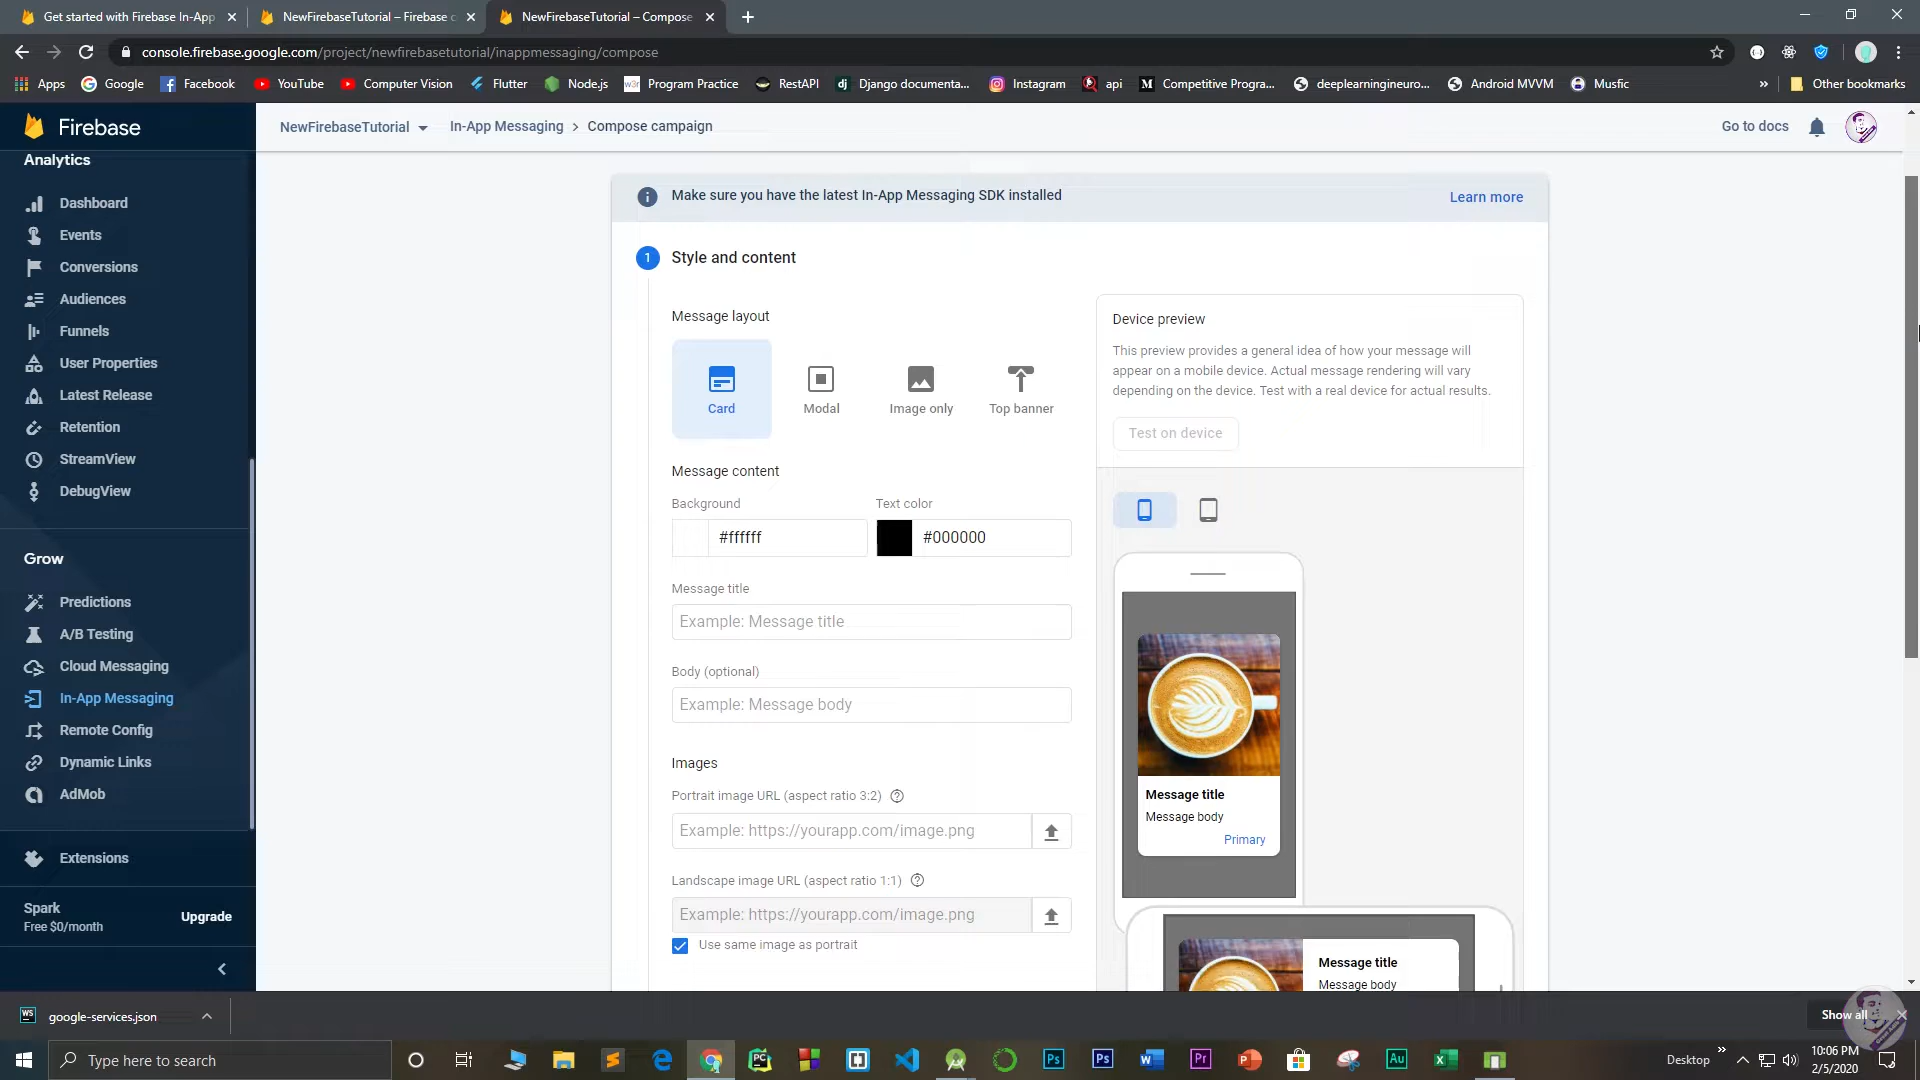 Get started with Firebase In-App
NewFirebaseTutorial – Firebase c
NewFirebaseTutorial – Compose
console.firebase.google.com/project/newfirebasetutorial/inappmessaging/compose
Apps
Google
Facebook
YouTube
Computer Vision
Flutter
Node.js
Program Practice
RestAPI
Django documenta...
Instagram
api
Competitive Progra...
deeplearningineuro...
Android MVVM
Musfic
»
Other bookmarks
Firebase
NewFirebaseTutorial
In-App Messaging > Compose campaign
Go to docs
Analytics
Dashboard
Events
Conversions
Audiences
Funnels
User Properties
Latest Release
Retention
StreamView
DebugView
Grow
Predictions
A/B Testing
Cloud Messaging
In-App Messaging
Remote Config
Dynamic Links
AdMob
Extensions
Spark
Free $0/month
Upgrade
Make sure you have the latest In-App Messaging SDK installed
Learn more
1 Style and content
Message layout
Card
Modal
Image only
Top banner
Message content
Background
Text color
#ffffff
#000000
Message title
Example: Message title
Body (optional)
Example: Message body
Images
Portrait image URL (aspect ratio 3:2)
Example: https://yourapp.com/image.png
Landscape image URL (aspect ratio 1:1)
Example: https://yourapp.com/image.png
Use same image as portrait
Device preview
This preview provides a general idea of how your message will
appear on a mobile device. Actual message rendering will vary
depending on the device. Test with a real device for actual results.
Test on device
Message title
Message body
Primary
Message title
Message body
google-services.json
Show all
Type here to search
Desktop
10:06 PM
2/5/2020